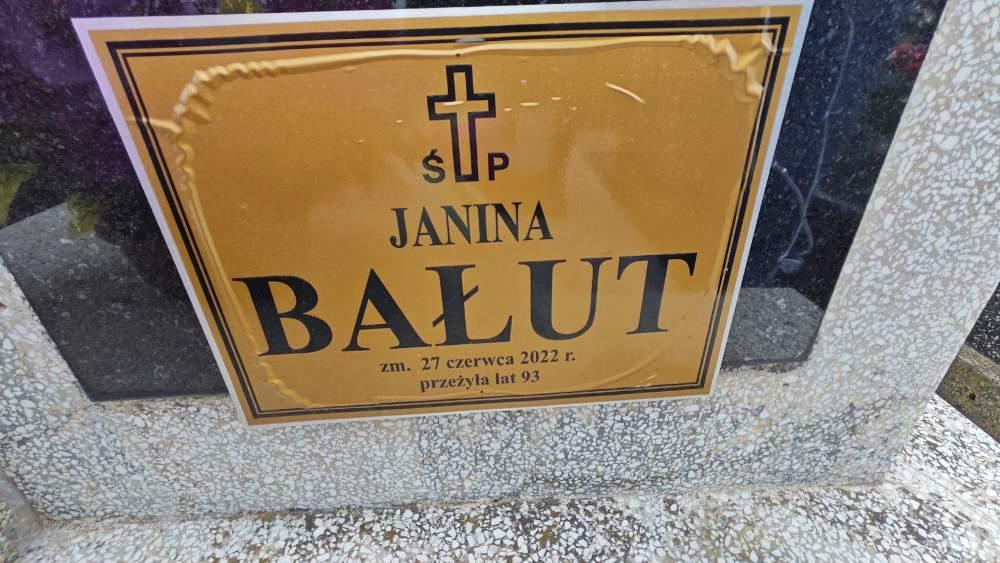 Ś P
JANINA
BAŁUT
zm. 27 czerwca 2022 r.
przeżyła lat 93